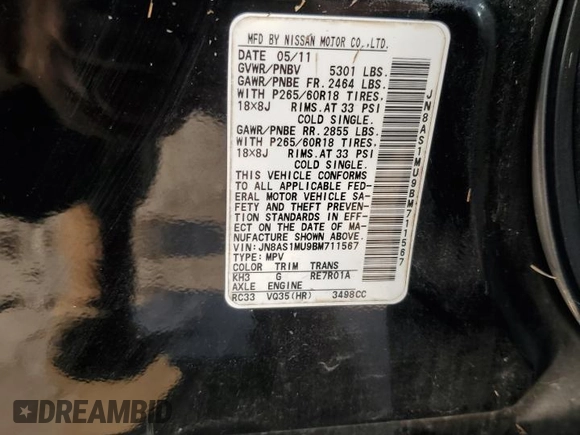 MFD BY NISSAN MOTOR CO.,LTD.
DATE 05/11
GVWR/PNBV 5301 LBS.
GAWR/PNBE FR. 2464 LBS.
WITH P265/60R18 TIRES,
18×8J RIMS.AT 33 PSI
COLD SINGLE.
GAWR/PNBE RR. 2855 LBS.
WITH P265/60R18 TIRES,
18×8J RIMS.AT 33 PSI
COLD SINGLE.
THIS VEHICLE CONFORMS
TO ALL APPLICABLE FED-
ERAL MOTOR VEHICLE SA-
FETY AND THEFT PREVEN-
TION STANDARDS IN EFF-
ECT ON THE DATE OF MA-
NUFACTURE SHOWN ABOVE.
VIN: JN8AS1MU9BM711567
TYPE: MPV
COLOR TRIM TRANS
KH3 G RE7R01A
AXLE ENGINE
RC33 VQ35(HR) 3498CC
JN8AS1MU9BM711567
DREAMBID